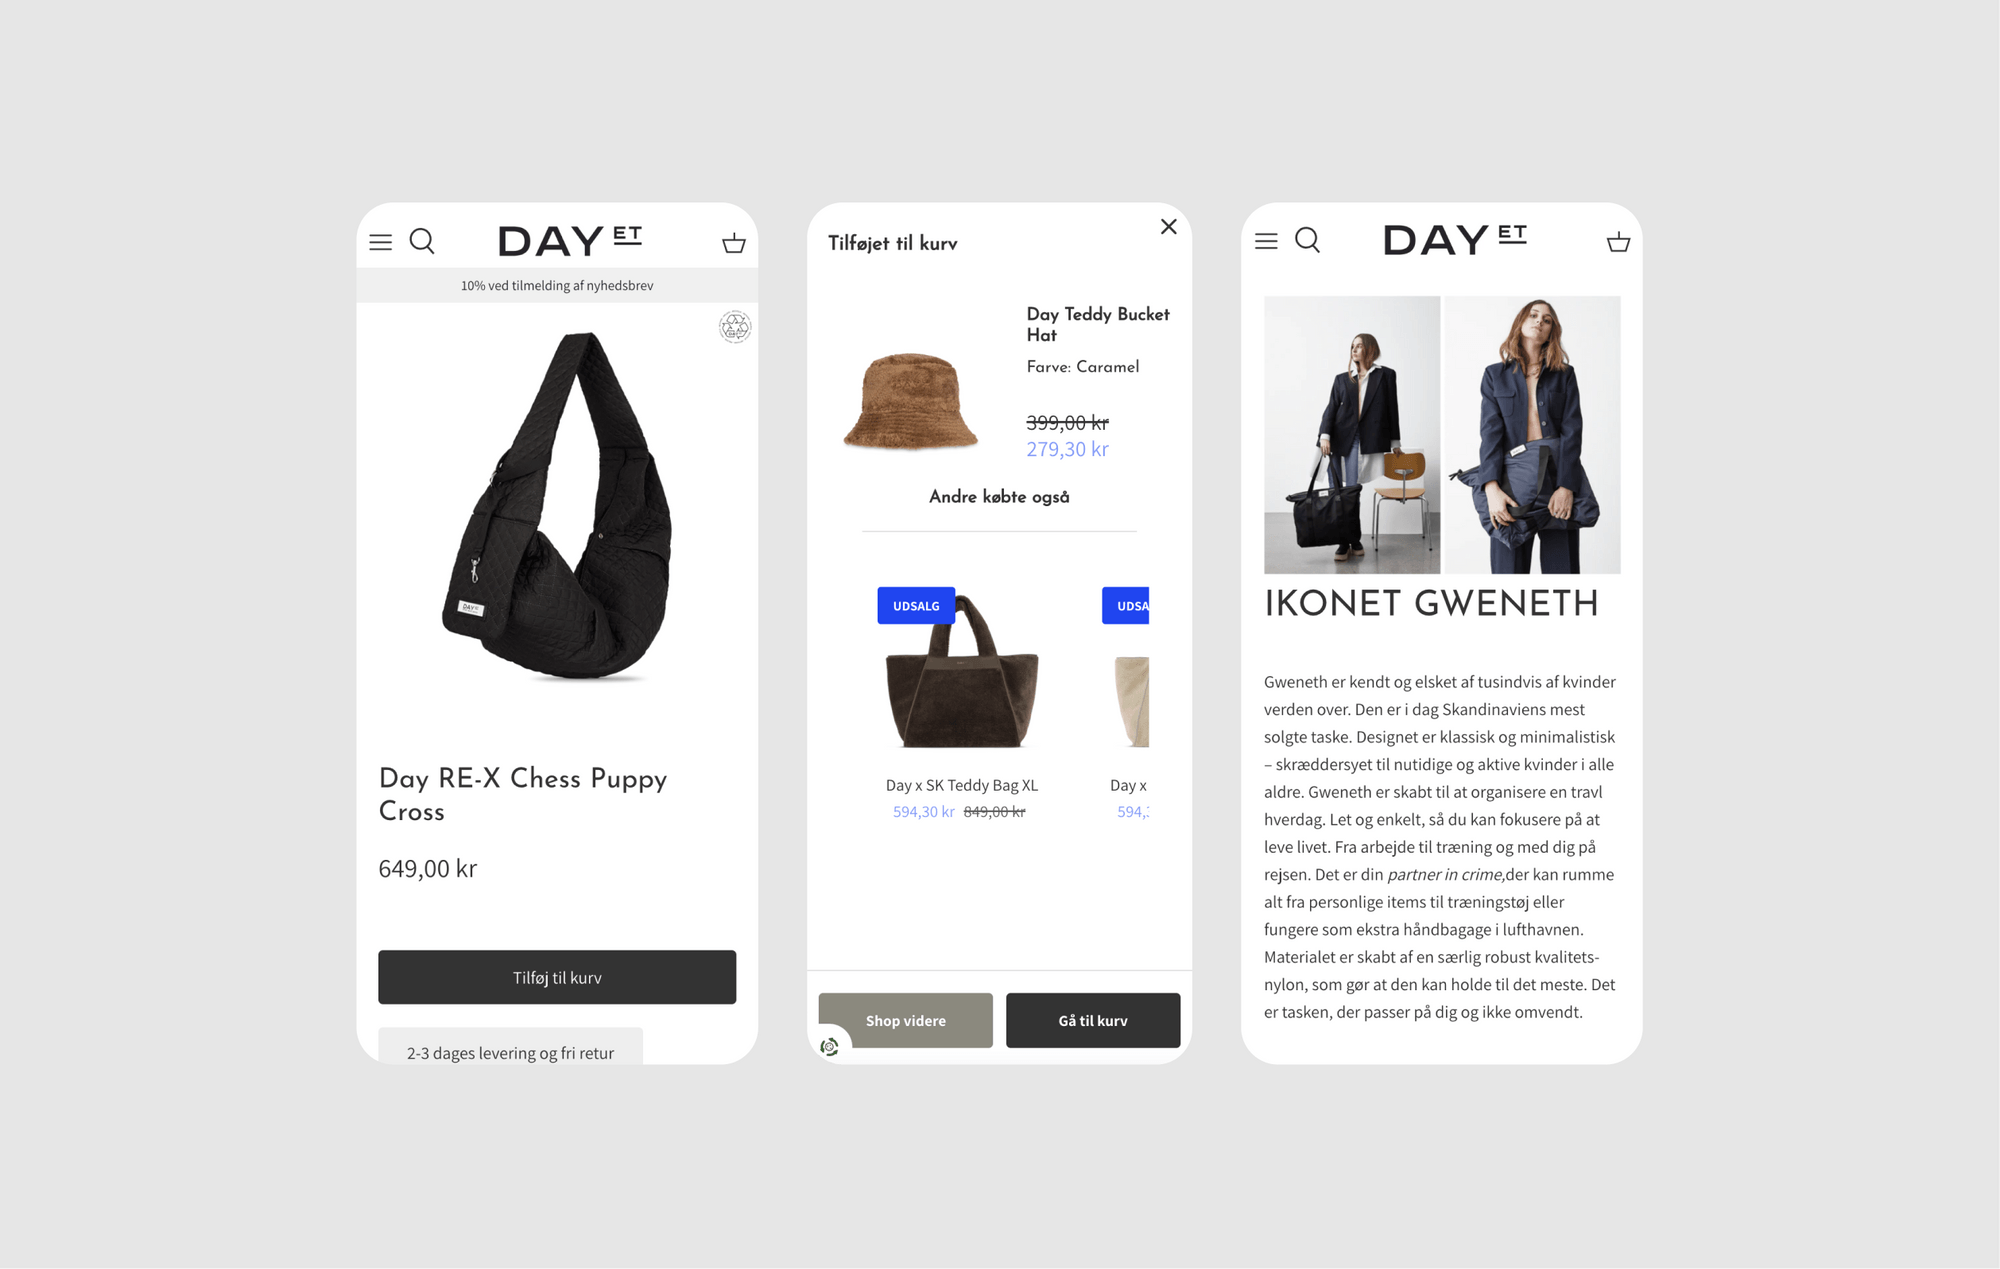 DAY ET
10% ved tilmelding af nyhedsbrev
DAY ET
Day RE-X Chess Puppy
Cross
649,00 kr
Tilføj til kurv
2-3 dages levering og fri retur
Tilføjet til kurv
Day Teddy Bucket
Hat
Farve: Caramel
399,00 kr
279,30 kr
Andre købte også
UDSALG
UDSA
Day x SK Teddy Bag XL
594,30 kr 849,00 kr
Day x
594,3
Shop videre
Gå til kurv
DAY ET
IKONET GWENETH
Gweneth er kendt og elsket af tusindvis af kvinder
verden over. Den er i dag Skandinaviens mest
solgte taske. Designet er klassisk og minimalistisk
– skræddersyet til nutidige og aktive kvinder i alle
aldre. Gweneth er skabt til at organisere en travl
hverdag. Let og enkelt, så du kan fokusere på at
leve livet. Fra arbejde til træning og med dig på
rejsen. Det er din partner in crime,der kan rumme
alt fra personlige items til træningstøj eller
fungere som ekstra håndbagage i lufthavnen.
Materialet er skabt af en særlig robust kvalitets-
nylon, som gør at den kan holde til det meste. Det
er tasken, der passer på dig og ikke omvendt.